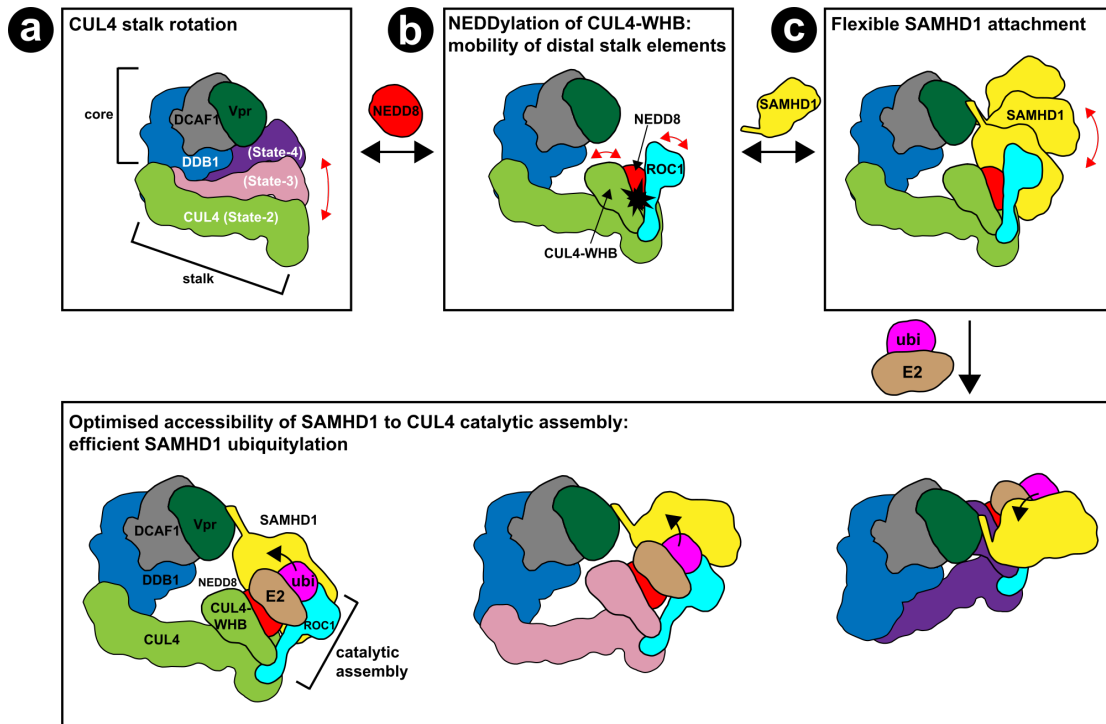 a
CUL4 stalk rotation
core
DCAF1
Vpr
DDB1
(State-4)
(State-3)
CUL4 (State-2)
stalk
NEDD8
b
NEDDylation of CUL4-WHB:
mobility of distal stalk elements
NEDD8
ROC1
CUL4-WHB
SAMHD1
c
Flexible SAMHD1 attachment
SAMHD1
ubi
E2
Optimised accessibility of SAMHD1 to CUL4 catalytic assembly:
efficient SAMHD1 ubiquitylation
DCAF1
Vpr
SAMHD1
DDB1
NEDD8
ubi
E2
CUL4-
WHB
ROC1
CUL4
catalytic
assembly